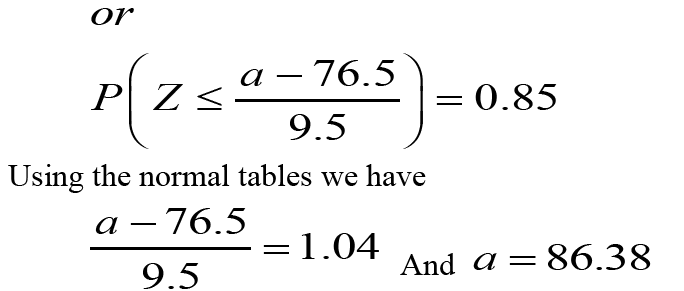 or
P(Z ≤ (a − 76.5)/9.5) = 0.85
Using the normal tables we have
(a − 76.5)/9.5 = 1.04 And a = 86.38